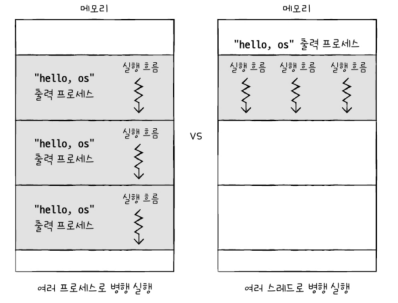 메모리
"hello, os"
출력 프로세스
실행 흐름
"hello, os"
출력 프로세스
실행 흐름
"hello, os"
출력 프로세스
실행 흐름
여러 프로세스로 병행 실행
vs
메모리
"hello, os" 출력 프로세스
실행 흐름 실행 흐름 실행 흐름
여러 스레드로 병행 실행